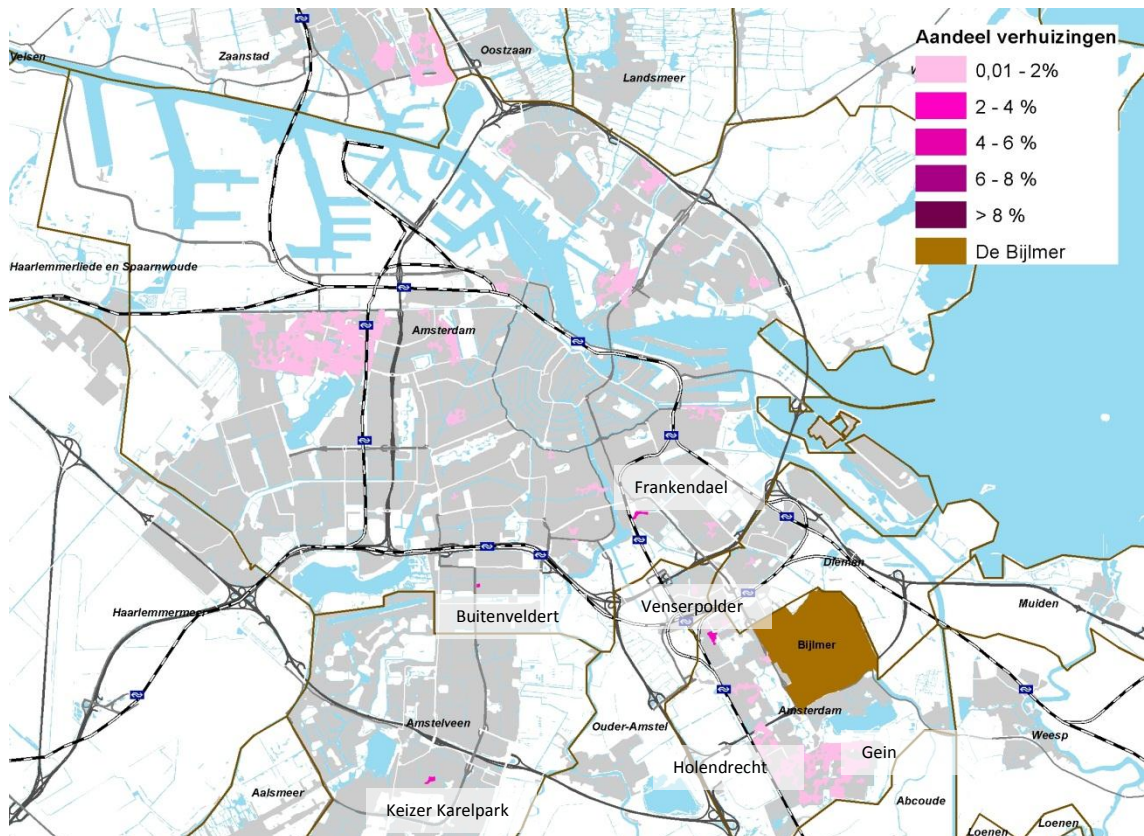 Aandeel verhuizingen
0,01 - 2%
2 - 4 %
4 - 6 %
6 - 8 %
> 8 %
De Bijlmer
Zaanstad
Oostzaan
Landsmeer
Velsen
Haarlemmerliede en Spaarnwoude
Amsterdam
Frankendael
Diemen
Haarlemmermeer
Buitenveldert
Venserpolder
Muiden
Bijlmer
Amstelveen
Ouder-Amstel
Amsterdam
Weesp
Gein
Holendrecht
Aalsmeer
Keizer Karelpark
Abcoude
Loenen
Loenen